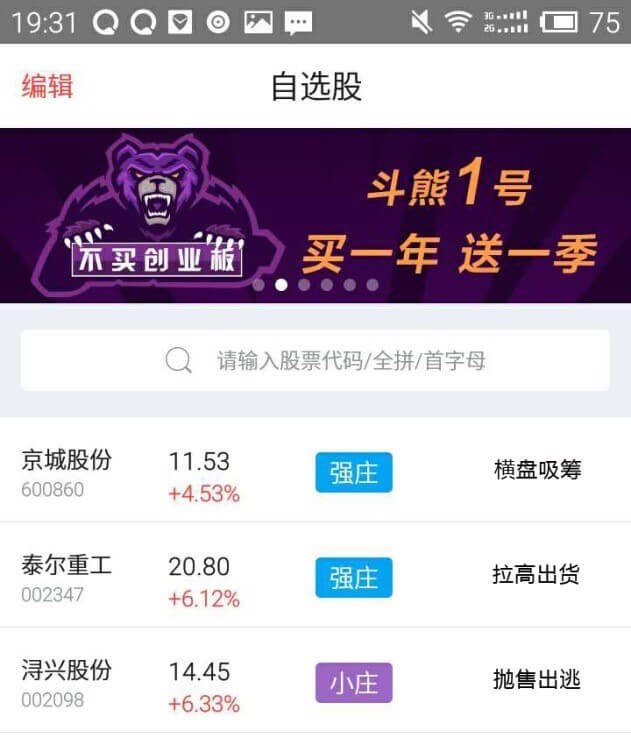 19:31
3G
2G
75
编辑
自选股
斗熊1号
买一年 送一季
不买创业板
请输入股票代码/全拼/首字母
京城股份
600860
11.53
+4.53%
强庄
横盘吸筹
泰尔重工
002347
20.80
+6.12%
强庄
拉高出货
浔兴股份
002098
14.45
+6.33%
小庄
抛售出逃